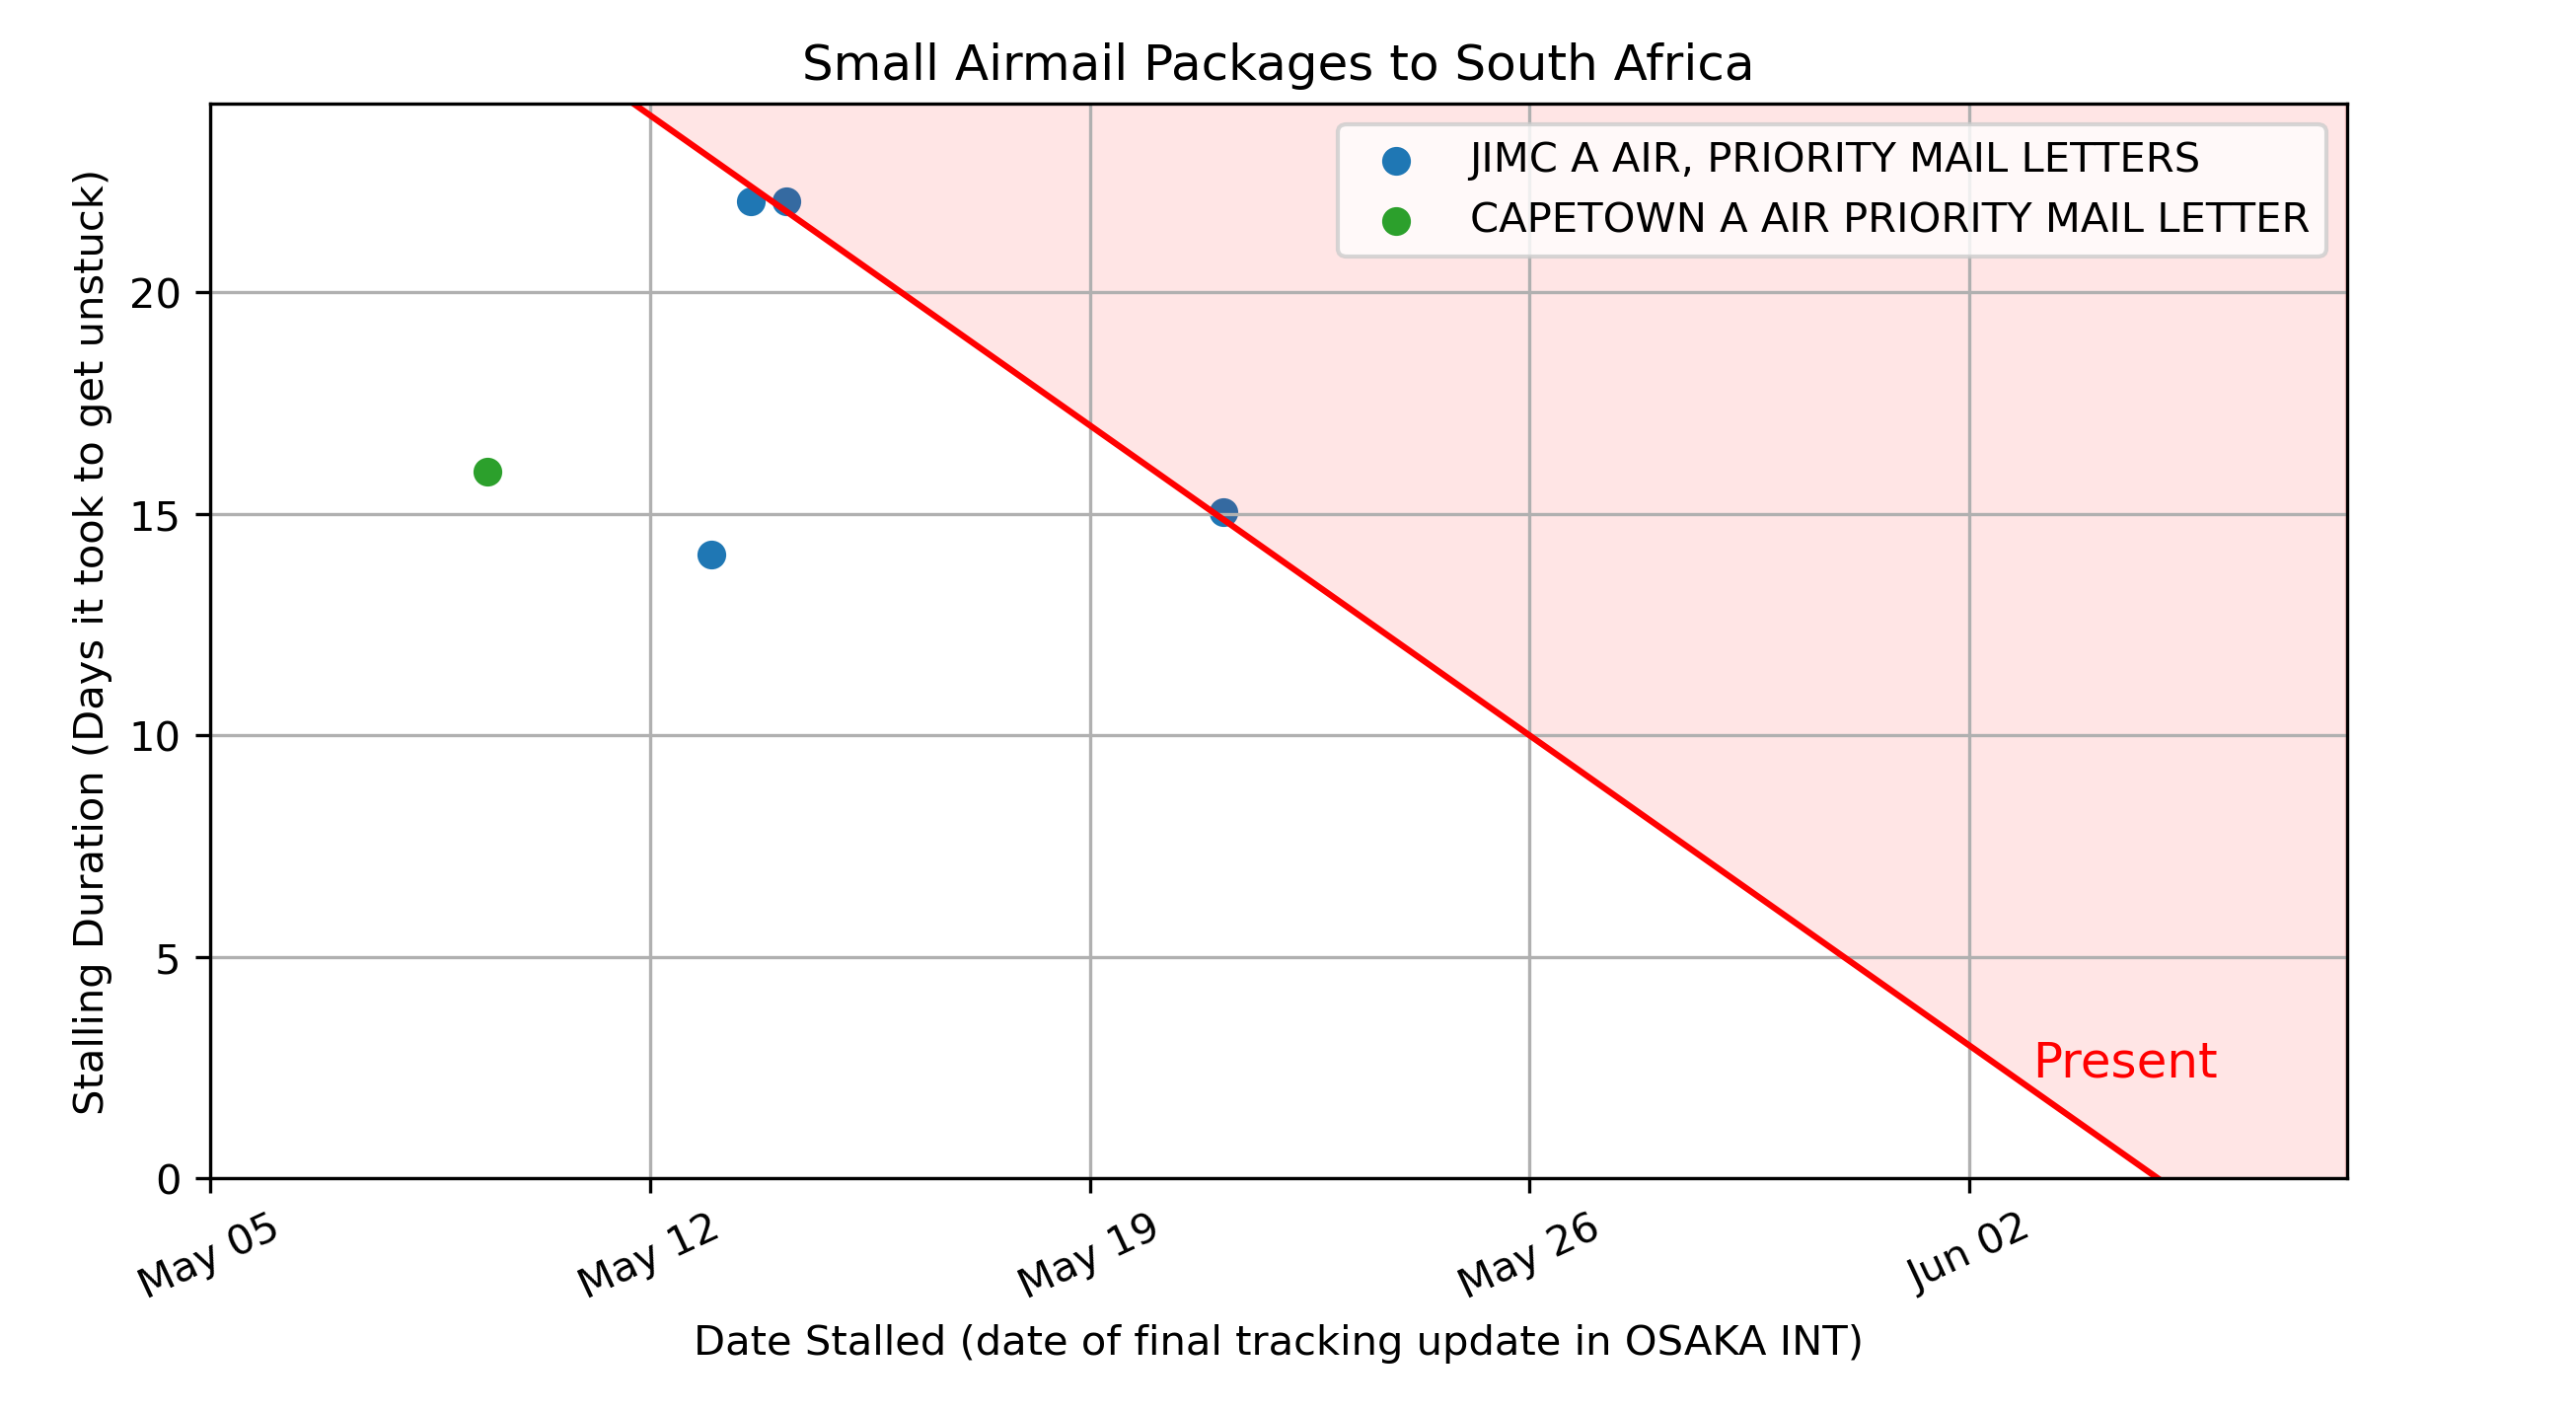 Small Airmail Packages to South Africa
JIMC A AIR, PRIORITY MAIL LETTERS
CAPETOWN A AIR PRIORITY MAIL LETTER
Stalling Duration (Days it took to get unstuck)
20
15
10
5
0
Present
May 05
May 12
May 19
May 26
Jun 02
Date Stalled (date of final tracking update in OSAKA INT)